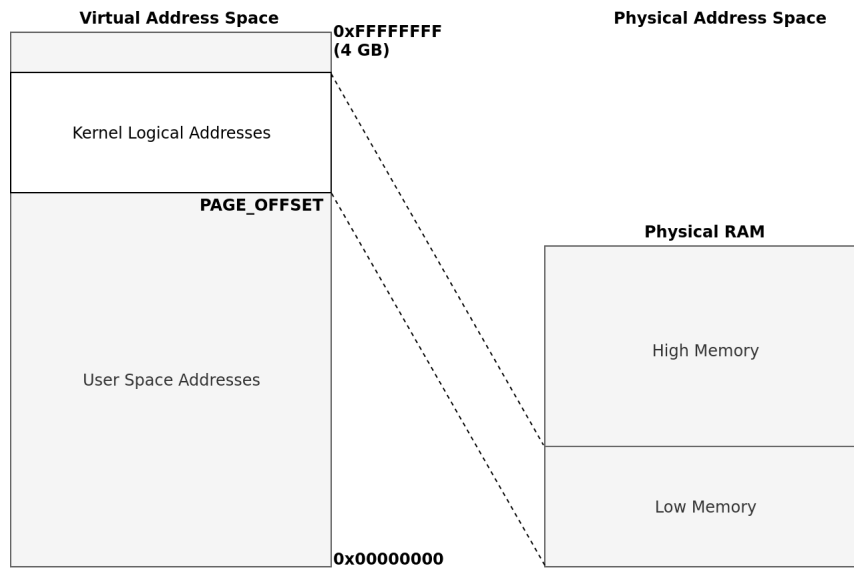 Virtual Address Space
Physical Address Space
0xFFFFFFFF
(4 GB)
Kernel Logical Addresses
PAGE_OFFSET
Physical RAM
High Memory
User Space Addresses
Low Memory
0x00000000